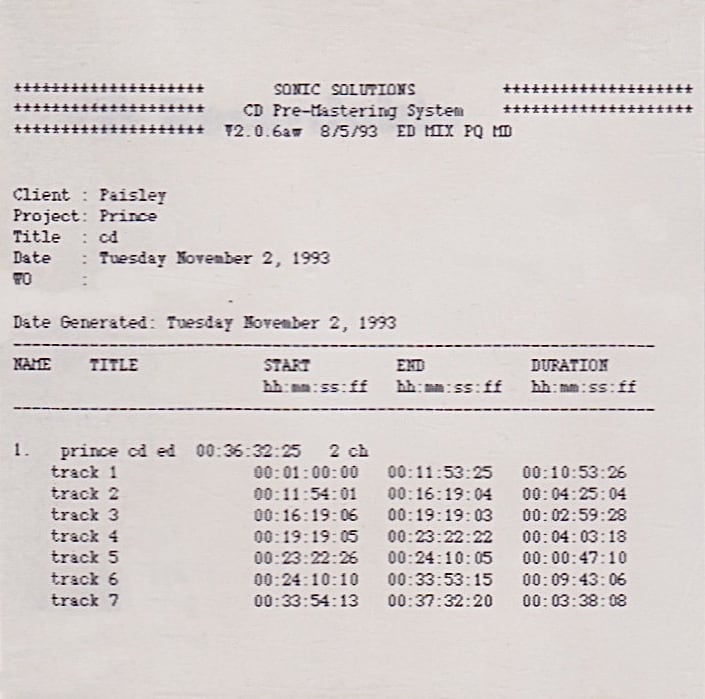 ++++++++++++++++++++ SONIC SOLUTIONS ++++++++++++++++++++
++++++++++++++++++++ CD Pre-Mastering System ++++++++++++++++++++
++++++++++++++++++++ V2.0.6aw 8/5/93 ED MIX PQ MD
Client : Paisley
Project: Prince
Title : cd
Date : Tuesday November 2, 1993
WO :
Date Generated: Tuesday November 2, 1993
NAME TITLE START END DURATION
hh:mm:ss:ff hh:mm:ss:ff hh:mm:ss:ff
1. prince cd ed 00:36:32:25 2 ch
track 1 00:01:00:00 00:11:53:25 00:10:53:26
track 2 00:11:54:01 00:16:19:04 00:04:25:04
track 3 00:16:19:06 00:19:19:03 00:02:59:28
track 4 00:19:19:05 00:23:22:22 00:04:03:18
track 5 00:23:22:26 00:24:10:05 00:00:47:10
track 6 00:24:10:10 00:33:53:15 00:09:43:06
track 7 00:33:54:13 00:37:32:20 00:03:38:08